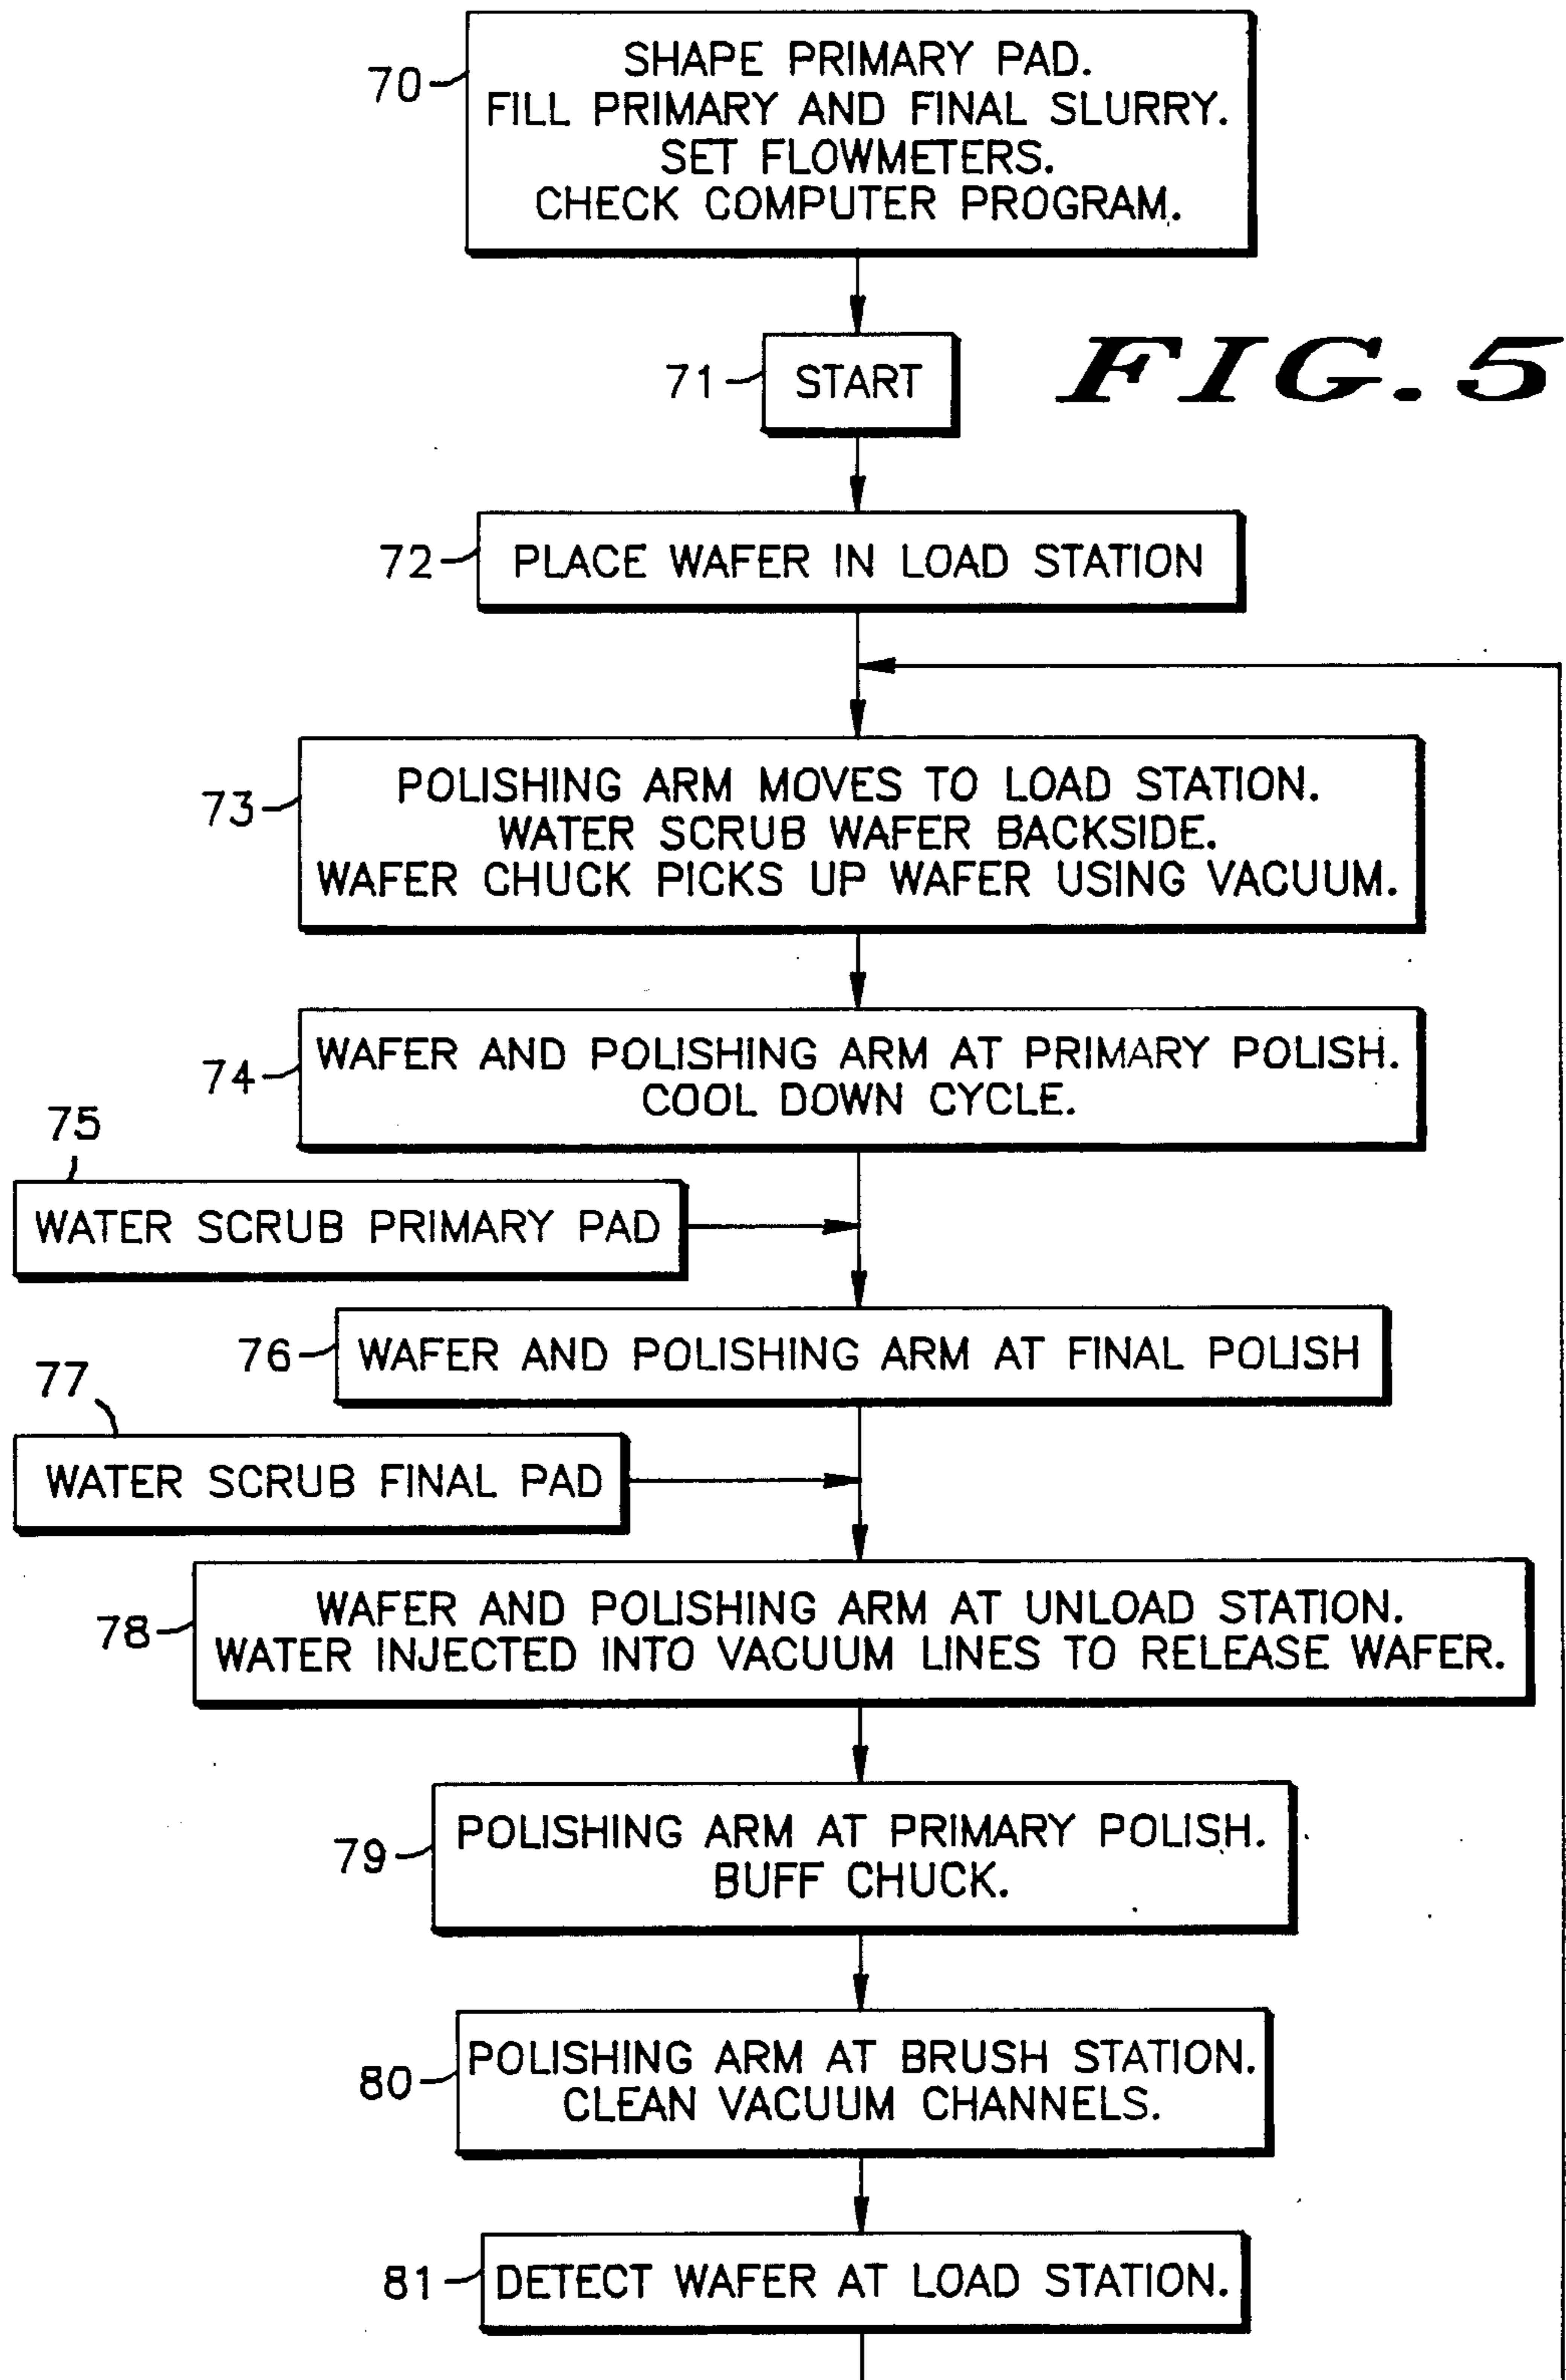 70
SHAPE PRIMARY PAD.
FILL PRIMARY AND FINAL SLURRY.
SET FLOWMETERS.
CHECK COMPUTER PROGRAM.
71
START
FIG. 5
72
PLACE WAFER IN LOAD STATION
73
POLISHING ARM MOVES TO LOAD STATION.
WATER SCRUB WAFER BACKSIDE.
WAFER CHUCK PICKS UP WAFER USING VACUUM.
74
WAFER AND POLISHING ARM AT PRIMARY POLISH.
COOL DOWN CYCLE.
75
WATER SCRUB PRIMARY PAD
76
WAFER AND POLISHING ARM AT FINAL POLISH
77
WATER SCRUB FINAL PAD
78
WAFER AND POLISHING ARM AT UNLOAD STATION.
WATER INJECTED INTO VACUUM LINES TO RELEASE WAFER.
79
POLISHING ARM AT PRIMARY POLISH.
BUFF CHUCK.
80
POLISHING ARM AT BRUSH STATION.
CLEAN VACUUM CHANNELS.
81
DETECT WAFER AT LOAD STATION.